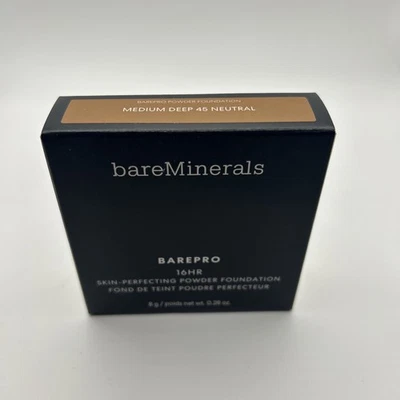 BAREPRO POWDER FOUNDATION
MEDIUM DEEP 45 NEUTRAL
bareMinerals
BAREPRO
16HR
SKIN-PERFECTING POWDER FOUNDATION
FOND DE TEINT POUDRE PERFECTEUR
8 g / poids net wt. 0.28 oz.